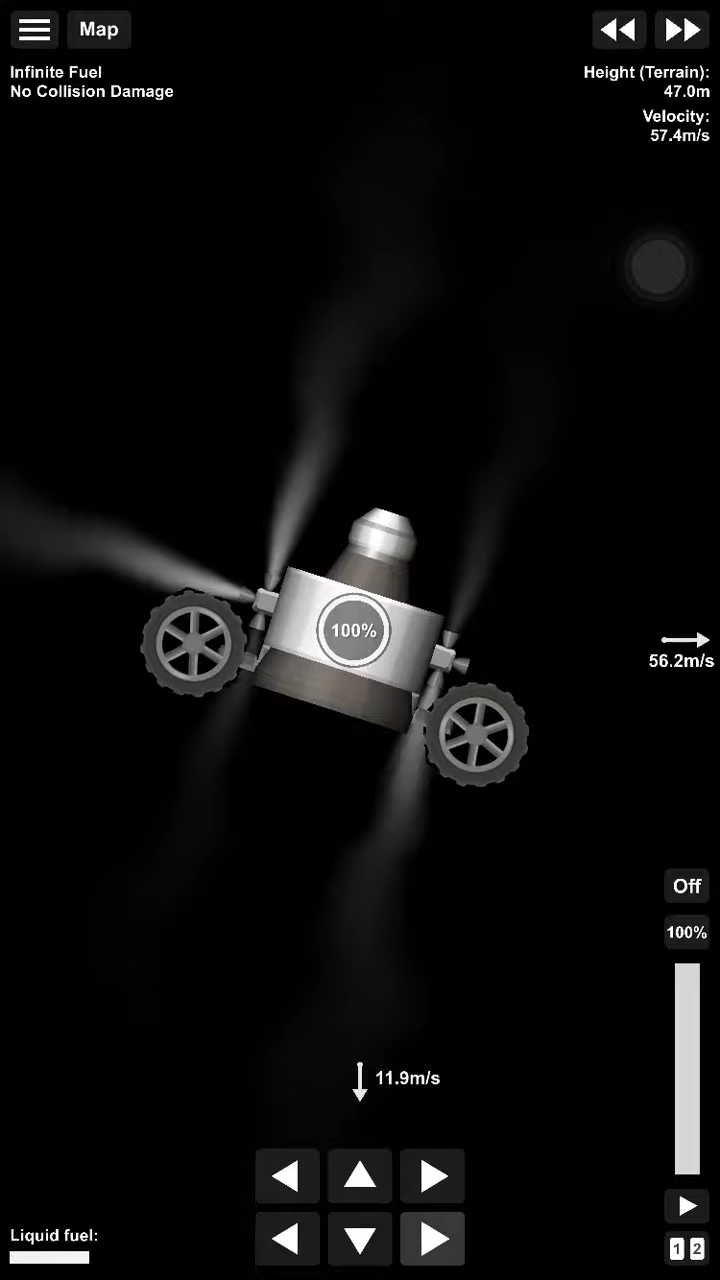 Map
Infinite Fuel
No Collision Damage
Height (Terrain):
47.0m
Velocity:
57.4m/s
100%
56.2m/s
Off
100%
11.9m/s
Liquid fuel:
1 2